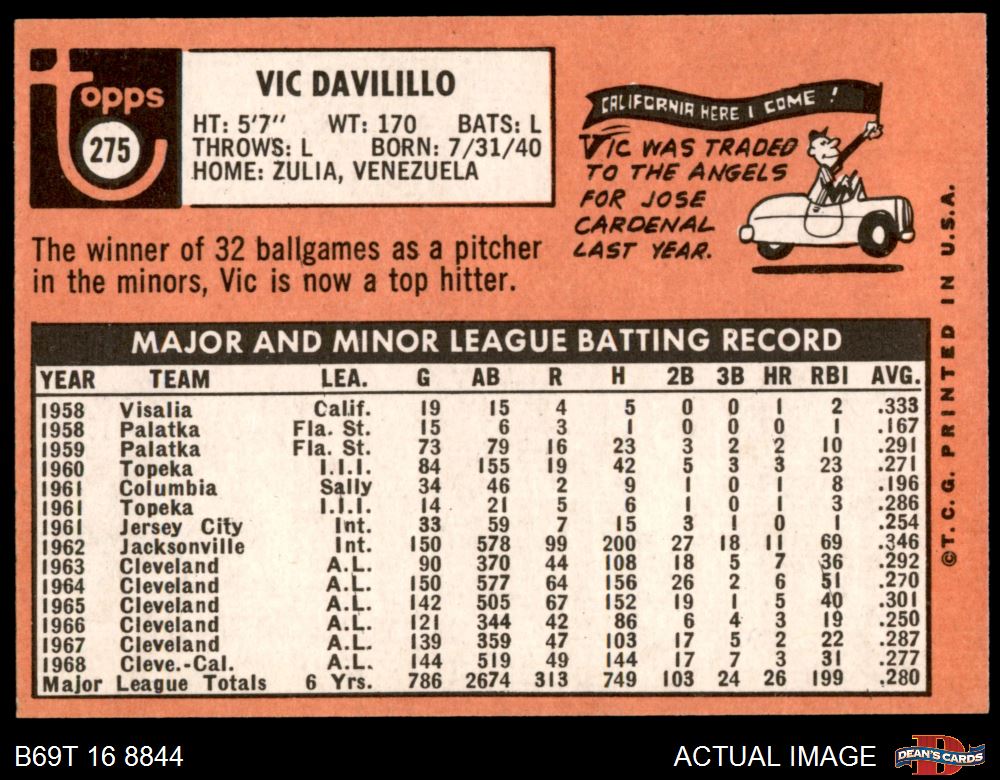 topps
275
VIC DAVILILLO
HT: 5'7" WT: 170 BATS: L
THROWS: L BORN: 7/31/40
HOME: ZULIA, VENEZUELA
CALIFORNIA HERE I COME !
VIC WAS TRADED
TO THE ANGELS
FOR JOSE
CARDENAL
LAST YEAR.
The winner of 32 ballgames as a pitcher
in the minors, Vic is now a top hitter.
MAJOR AND MINOR LEAGUE BATTING RECORD
YEAR TEAM LEA. G AB R H 2B 3B HR RBI AVG.
1958 Visalia Calif. 19 15 4 5 0 0 1 2 .333
1958 Palatka Fla. St. 15 6 3 1 0 0 0 1 .167
1959 Palatka Fla. St. 73 79 16 23 3 2 2 10 .291
1960 Topeka I.I.I. 84 155 19 42 5 3 3 23 .271
1961 Columbia Sally 34 46 2 9 1 0 1 8 .196
1961 Topeka I.I.I. 14 21 5 6 1 0 1 3 .286
1961 Jersey City Int. 33 59 7 15 3 1 0 1 .254
1962 Jacksonville Int. 150 578 99 200 27 18 11 69 .346
1963 Cleveland A.L. 90 370 44 108 18 5 7 36 .292
1964 Cleveland A.L. 150 577 64 156 26 2 6 51 .270
1965 Cleveland A.L. 142 505 67 152 19 1 5 40 .301
1966 Cleveland A.L. 121 344 42 86 6 4 3 19 .250
1967 Cleveland A.L. 139 359 47 103 17 5 2 22 .287
1968 Cleve.-Cal. A.L. 144 519 49 144 17 7 3 31 .277
Major League Totals 6 Yrs. 786 2674 313 749 103 24 26 199 .280
©T.C.G. PRINTED IN U.S.A.
B69T 16 8844
ACTUAL IMAGE
DEAN'S CARDS